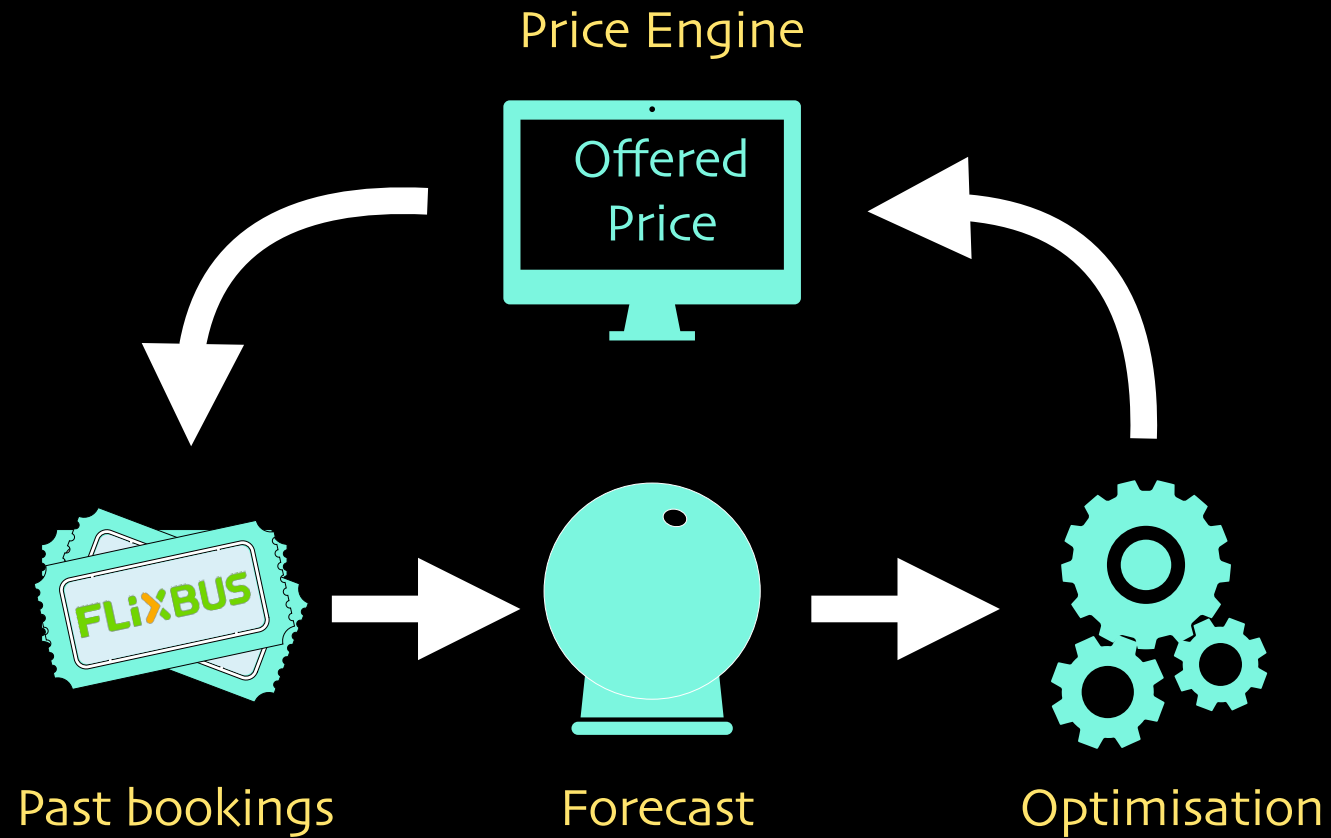 Price Engine
Offered
Price
FLiXBUS
Past bookings
Forecast
Optimisation